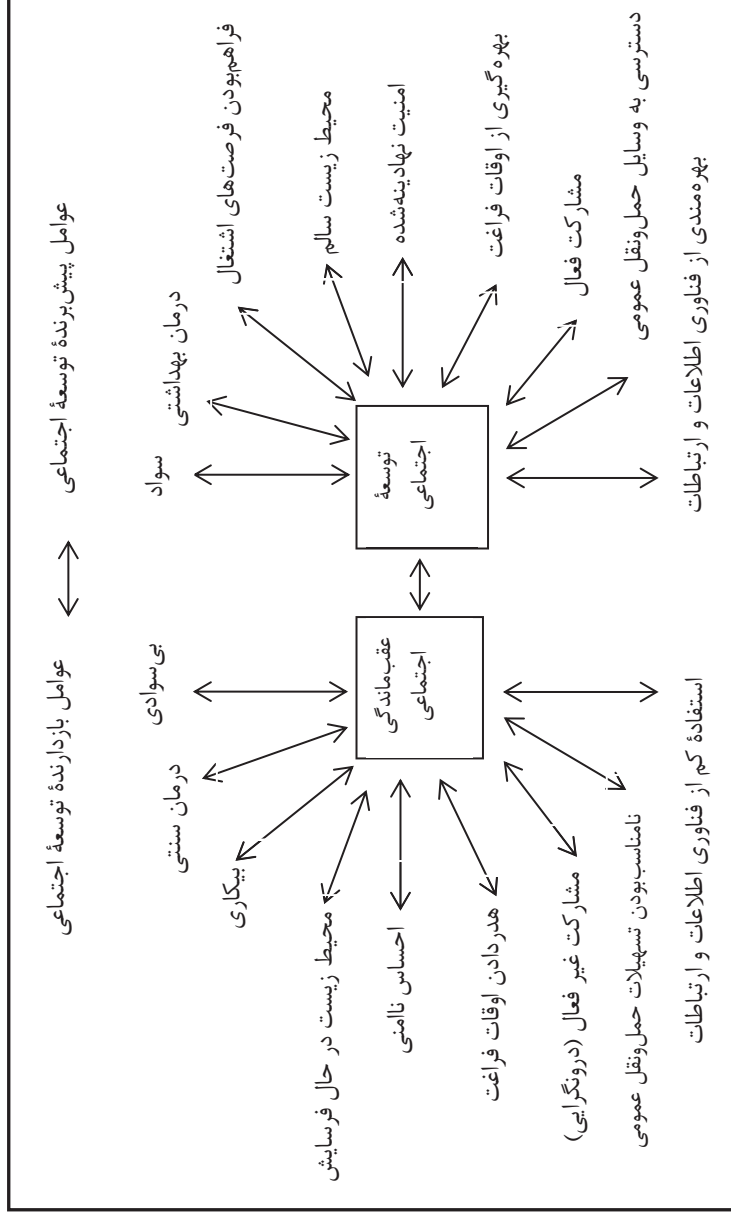 عوامل پیش‌برندهٔ توسعهٔ اجتماعی
سواد
درمان بهداشتی
فراهم‌بودن فرصت‌های اشتغال
محیط زیست سالم
امنیت نهادینه‌شده
بهره گیری از اوقات فراغت
مشارکت فعال
دسترسی به وسایل حمل‌ونقل عمومی
بهره‌مندی از فناوری اطلاعات و ارتباطات
توسعهٔ
اجتماعی
عوامل بازدارندهٔ توسعهٔ اجتماعی
بی‌سوادی
درمان سنتی
بیکاری
محیط زیست در حال فرسایش
احساس ناامنی
هدردادن اوقات فراغت
مشارکت غیر فعال (درونگرایی)
نامناسب‌بودن تسهیلات حمل‌ونقل عمومی
استفادهٔ کم از فناوری اطلاعات و ارتباطات
عقب‌ماندگی
اجتماعی